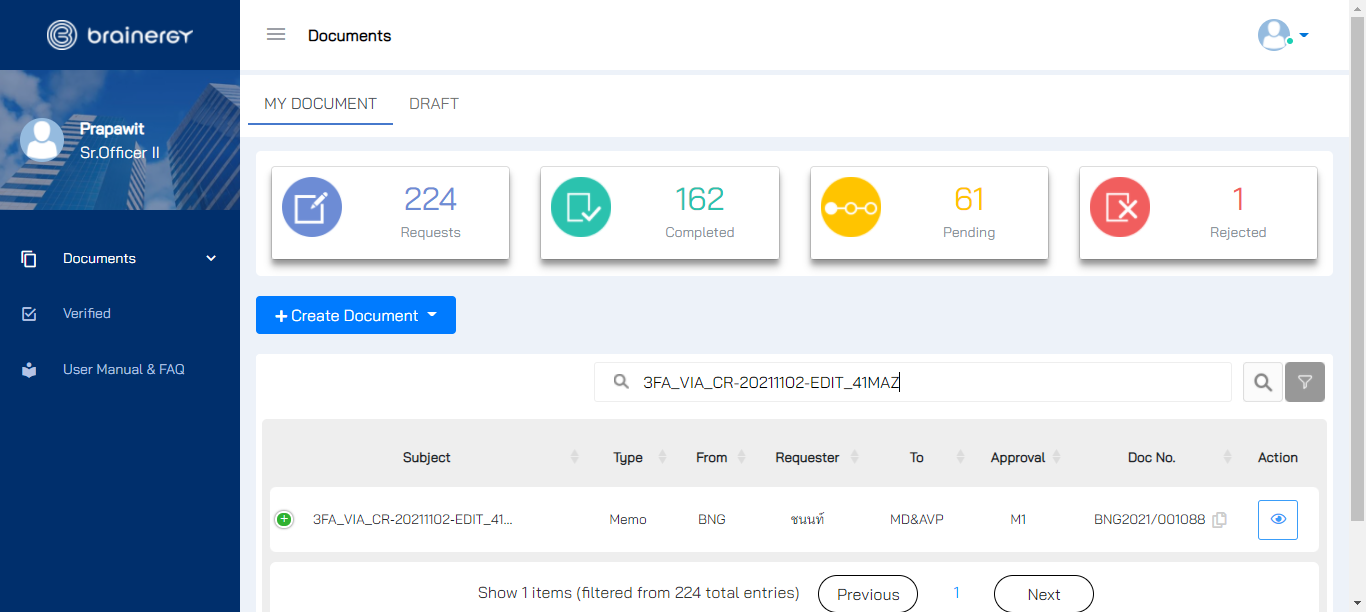 brainergy
Documents
Prapawit
Sr.Officer II
Documents
Verified
User Manual & FAQ
MY DOCUMENT DRAFT
224
Requests
162
Completed
61
Pending
1
Rejected
Create Document
3FA_VIA_CR-20211102-EDIT_41MAZ
Subject Type From Requester To Approval Doc No. Action
3FA_VIA_CR-20211102-EDIT_41... Memo BNG ชนนท์ MD&AVP M1 BNG2021/001088
Show 1 items (filtered from 224 total entries) Previous 1 Next